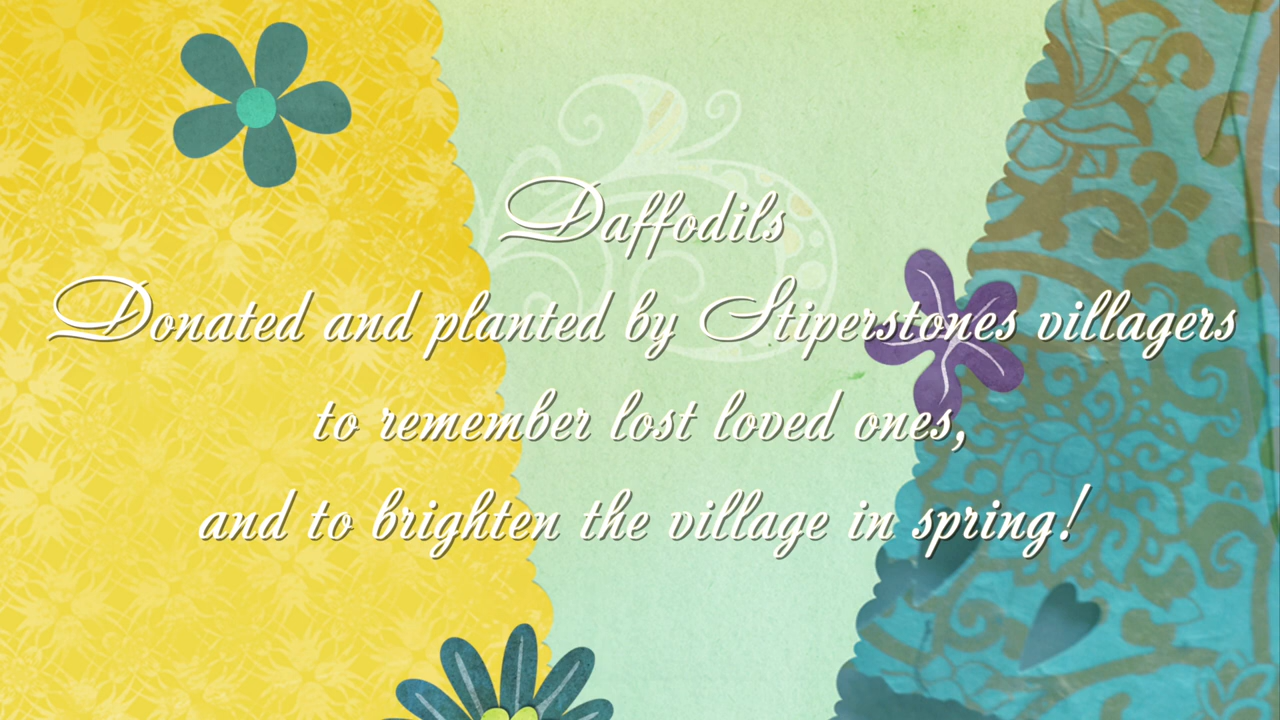 Daffodils
Donated and planted by Stiperstones villagers
to remember lost loved ones,
and to brighten the village in spring!